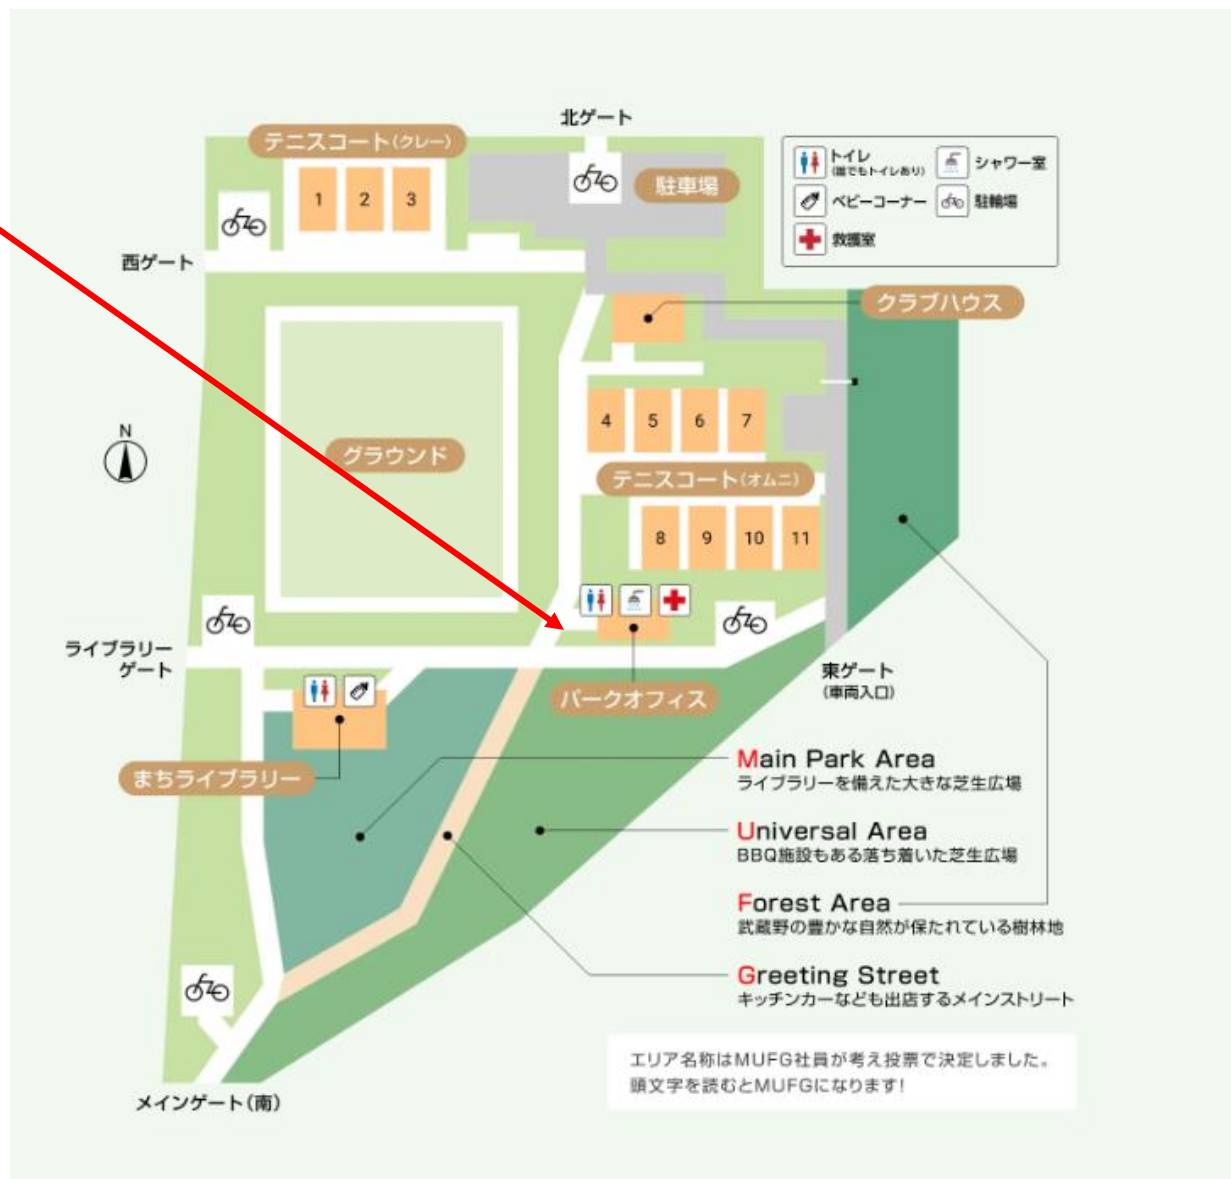 北ゲート
テニスコート(クレー)
1
2
3
駐車場
トイレ
(誰でもトイレあり)
シャワー室
ベビーコーナー
駐輪場
救護室
西ゲート
クラブハウス
N
グラウンド
4
5
6
7
テニスコート(オムニ)
8
9
10
11
ライブラリー
ゲート
東ゲート
(車両入口)
パークオフィス
まちライブラリー
Main Park Area
ライブラリーを備えた大きな芝生広場
Universal Area
BBQ施設もある落ち着いた芝生広場
Forest Area
武蔵野の豊かな自然が保たれている樹林地
Greeting Street
キッチンカーなども出店するメインストリート
エリア名称はMUFG社員が考え投票で決定しました。
頭文字を読むとMUFGになります!
メインゲート(南)